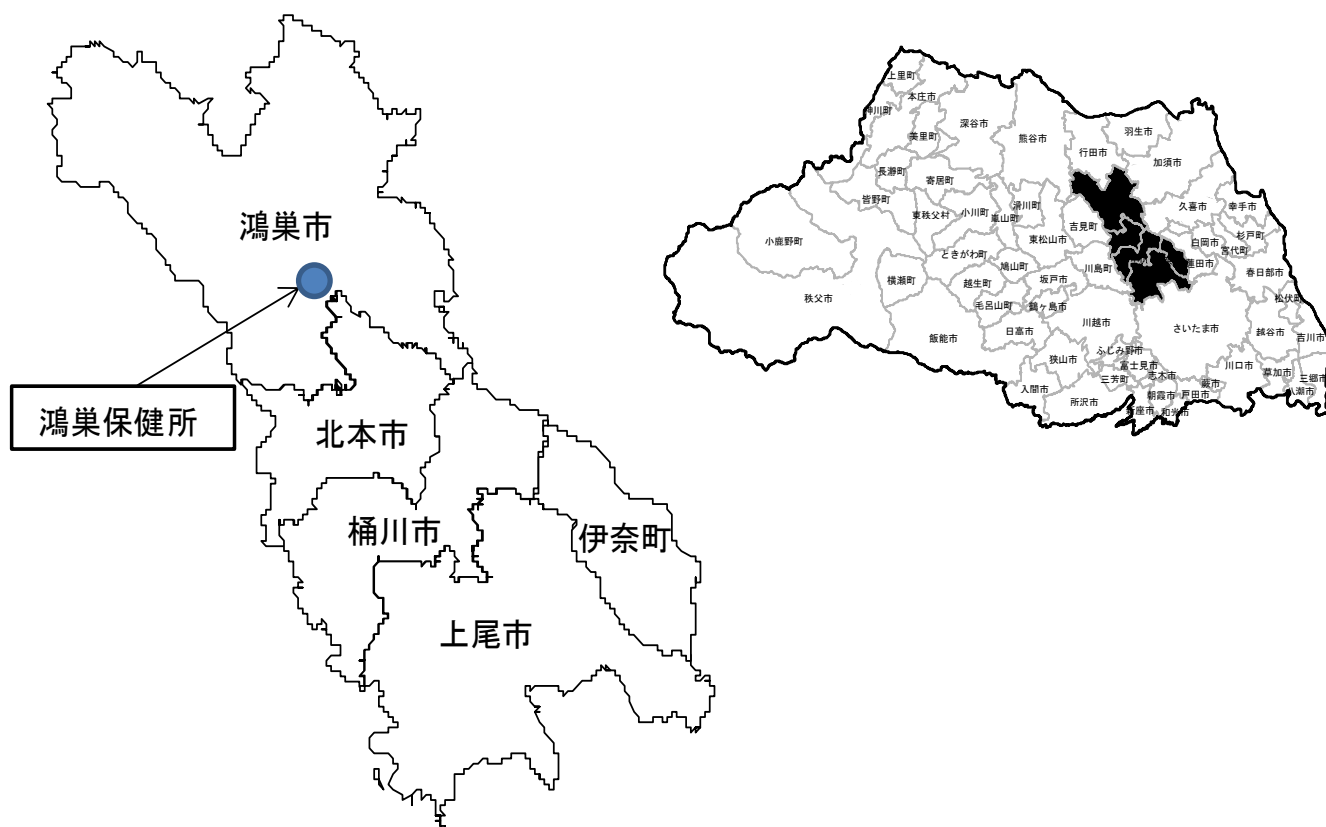 鴻巣市
鴻巣保健所
北本市
桶川市
伊奈町
上尾市
上里町
本庄市
神川町
美里町
深谷市
熊谷市
行田市
羽生市
加須市
長瀞町
寄居町
皆野町
東秩父村
小川町
嵐山町
滑川町
吉見町
東松山市
久喜市
幸手市
杉戸町
白岡市
宮代町
蓮田市
小鹿野町
ときがわ町
鳩山町
川島町
春日部市
横瀬町
越生町
坂戸市
松伏町
秩父市
毛呂山町
鶴ヶ島市
川越市
さいたま市
越谷市
吉川市
飯能市
日高市
狭山市
ふじみ野市
富士見市
川口市
三芳町
志木市
草加市
三郷市
入間市
所沢市
朝霞市
蕨市
戸田市
八潮市
新座市
和光市